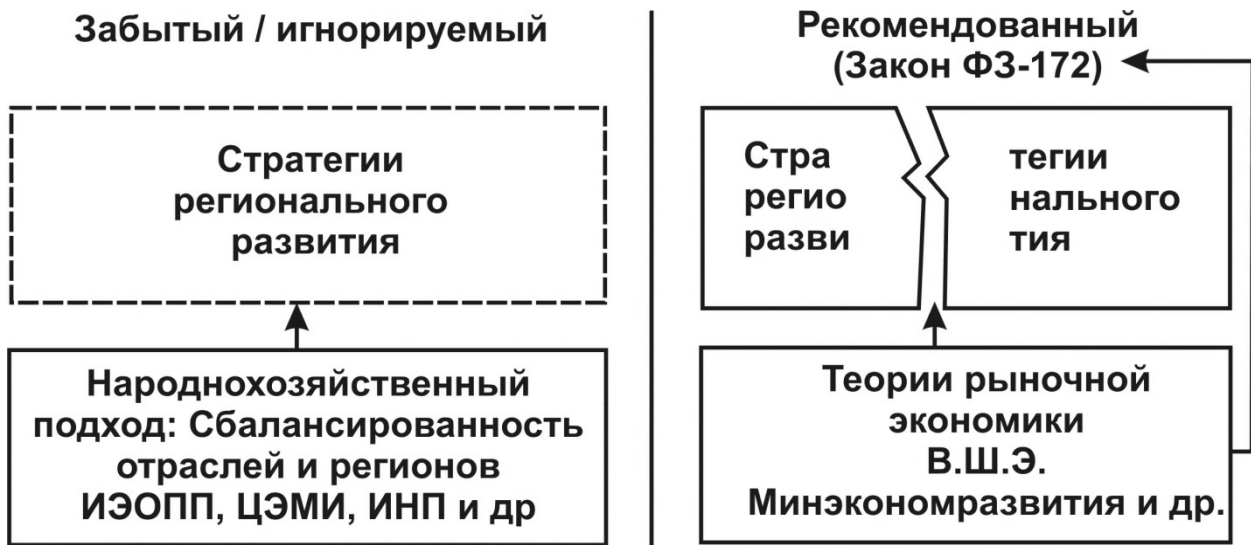 Забытый / игнорируемый
Стратегии
регионального
развития
Народнохозяйственный
подход: Сбалансированность
отраслей и регионов
ИЭОПП, ЦЭМИ, ИНП и др
Рекомендованный
(Закон ФЗ-172)
Стра тегии
регио нального
разви тия
Теории рыночной
экономики
В.Ш.Э.
Минэкономразвития и др.